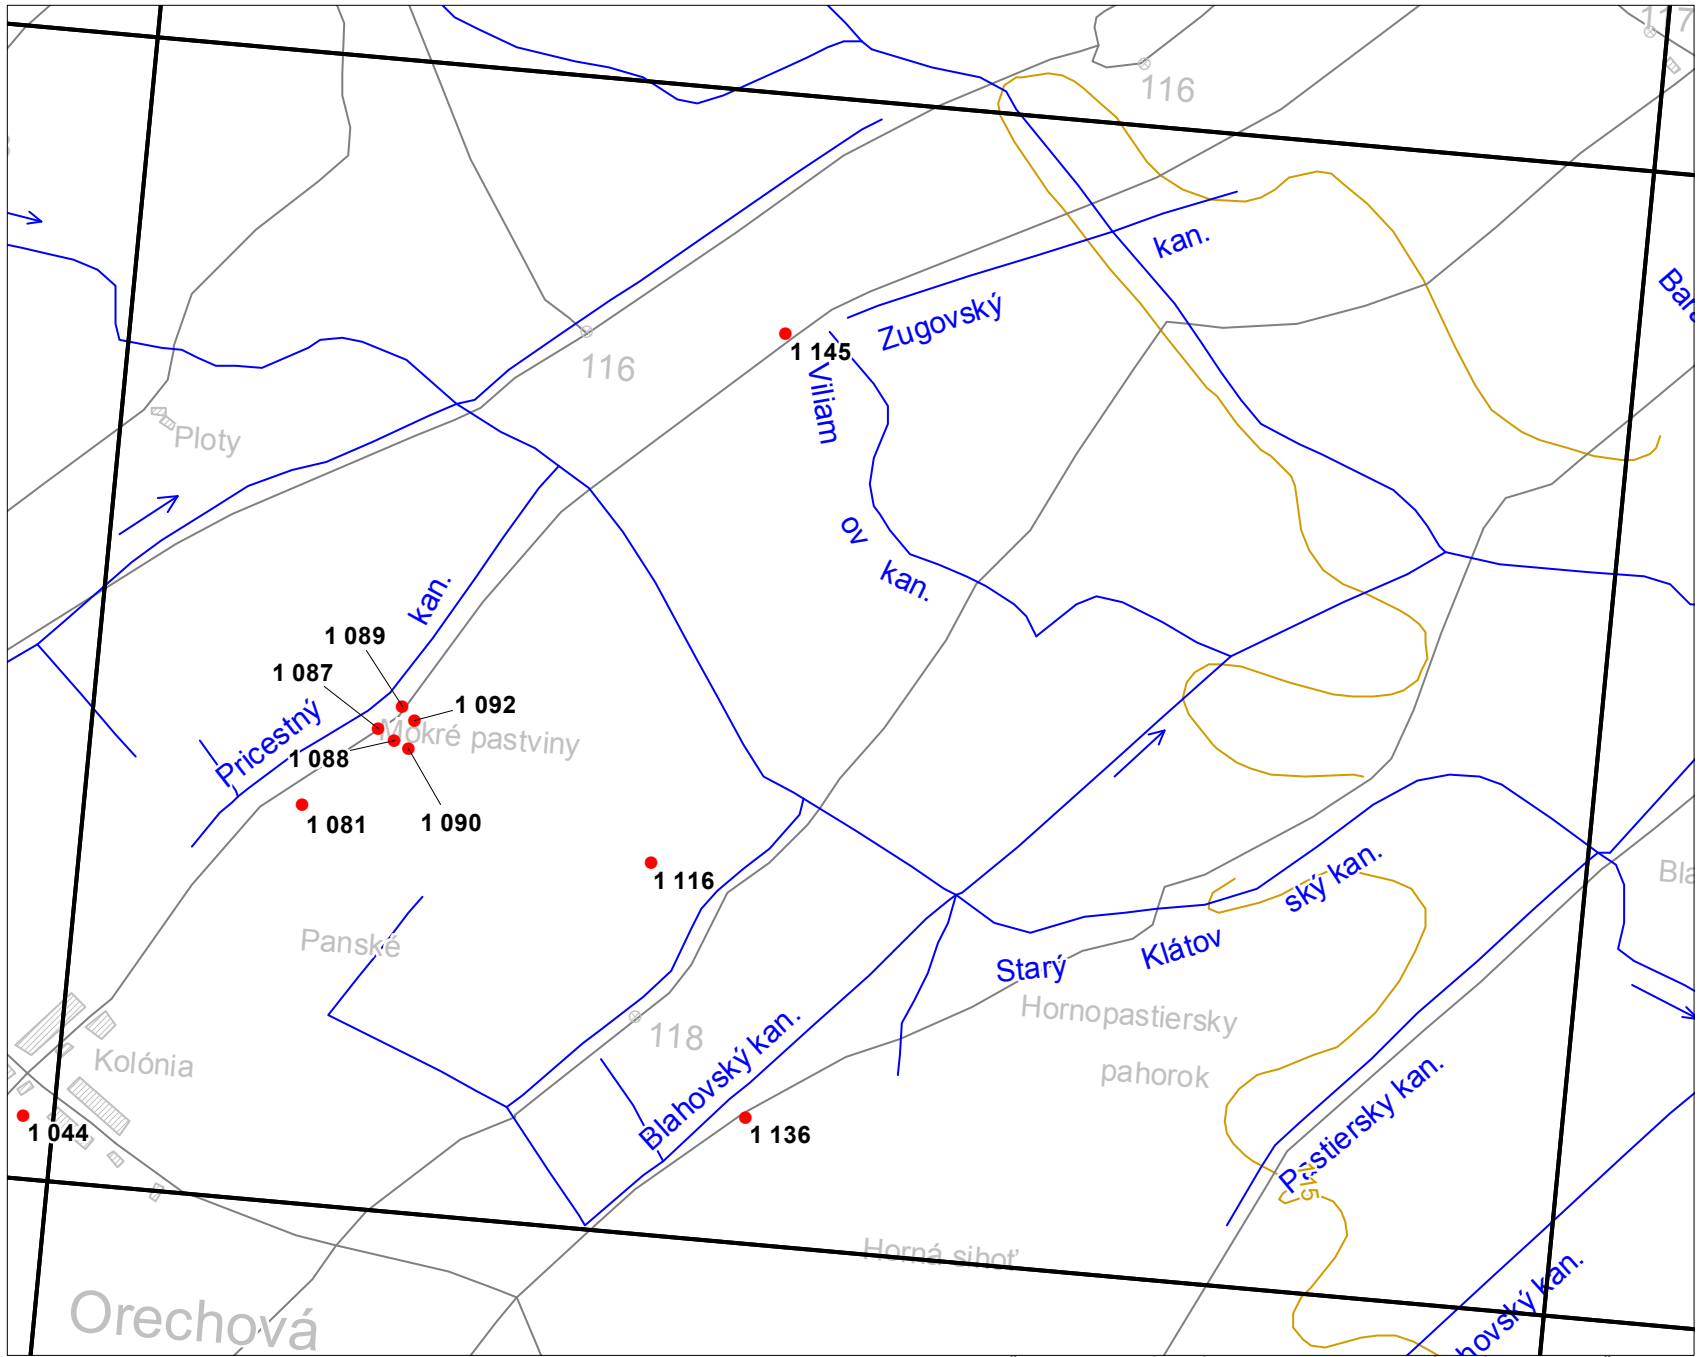 117
116
kan.
Zugovský
1 145
116
Viliam
Ploty
ov
kan.
kan.
1 089
1 087
1 092
Pricestný
Mokré pastviny
1 088
1 081
1 090
1 116
ský kan.
Panské
Klátov
Starý
Hornopastiersky
118
Blahovský kan.
Kolónia
pahorok
Pastiersky kan.
1 044
1 136
115
Horná sihoť
Orechová
hovský kan.